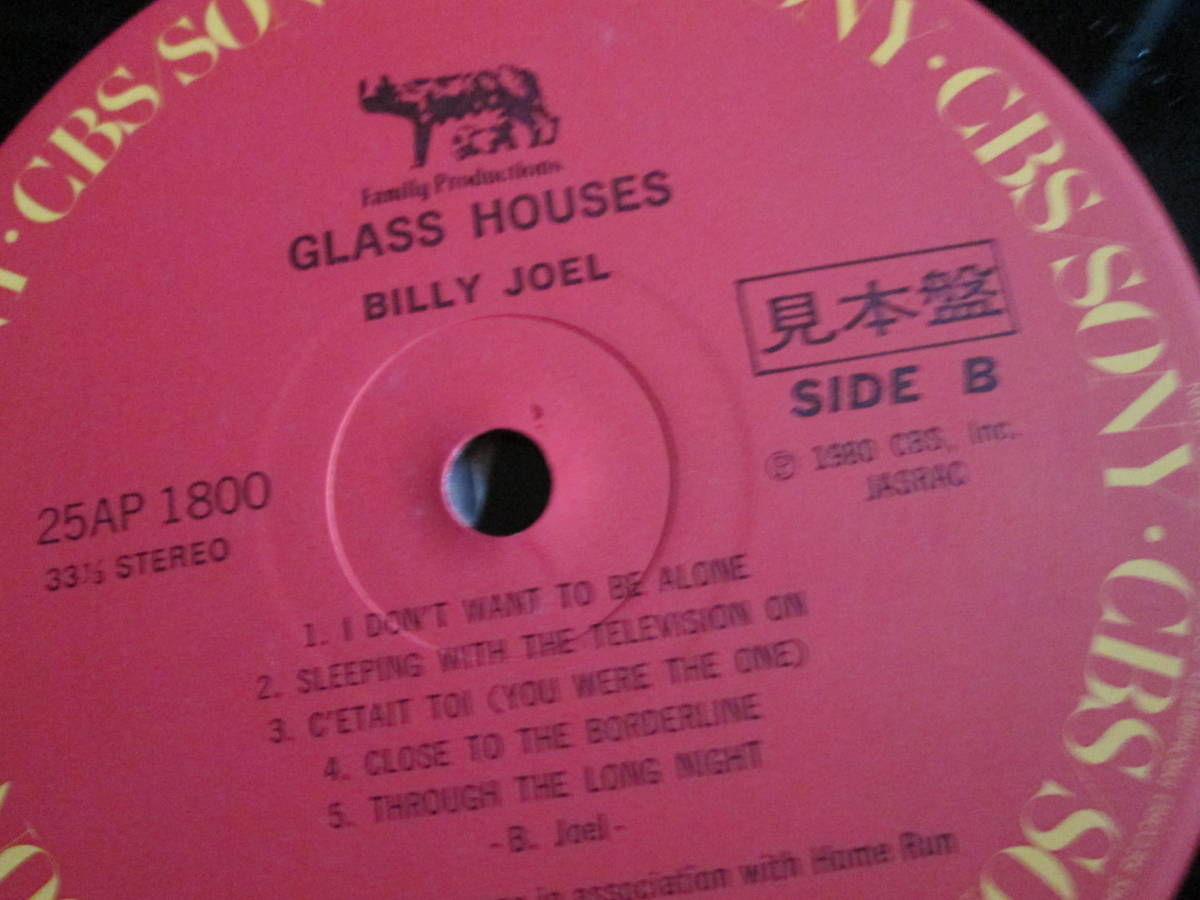 CBS/SONY · CBS/SONY · CBS/SO
Family Productions
GLASS HOUSES
BILLY JOEL
見本盤
SIDE B
Ⓟ 1980 CBS, Inc.
JASRAC
25AP 1800
33⅓ STEREO
1. I DON'T WANT TO BE ALONE
2. SLEEPING WITH THE TELEVISION ON
3. C'ETAIT TOI (YOU WERE THE ONE)
4. CLOSE TO THE BORDERLINE
5. THROUGH THE LONG NIGHT
-B. Joel-
in association with Home Run